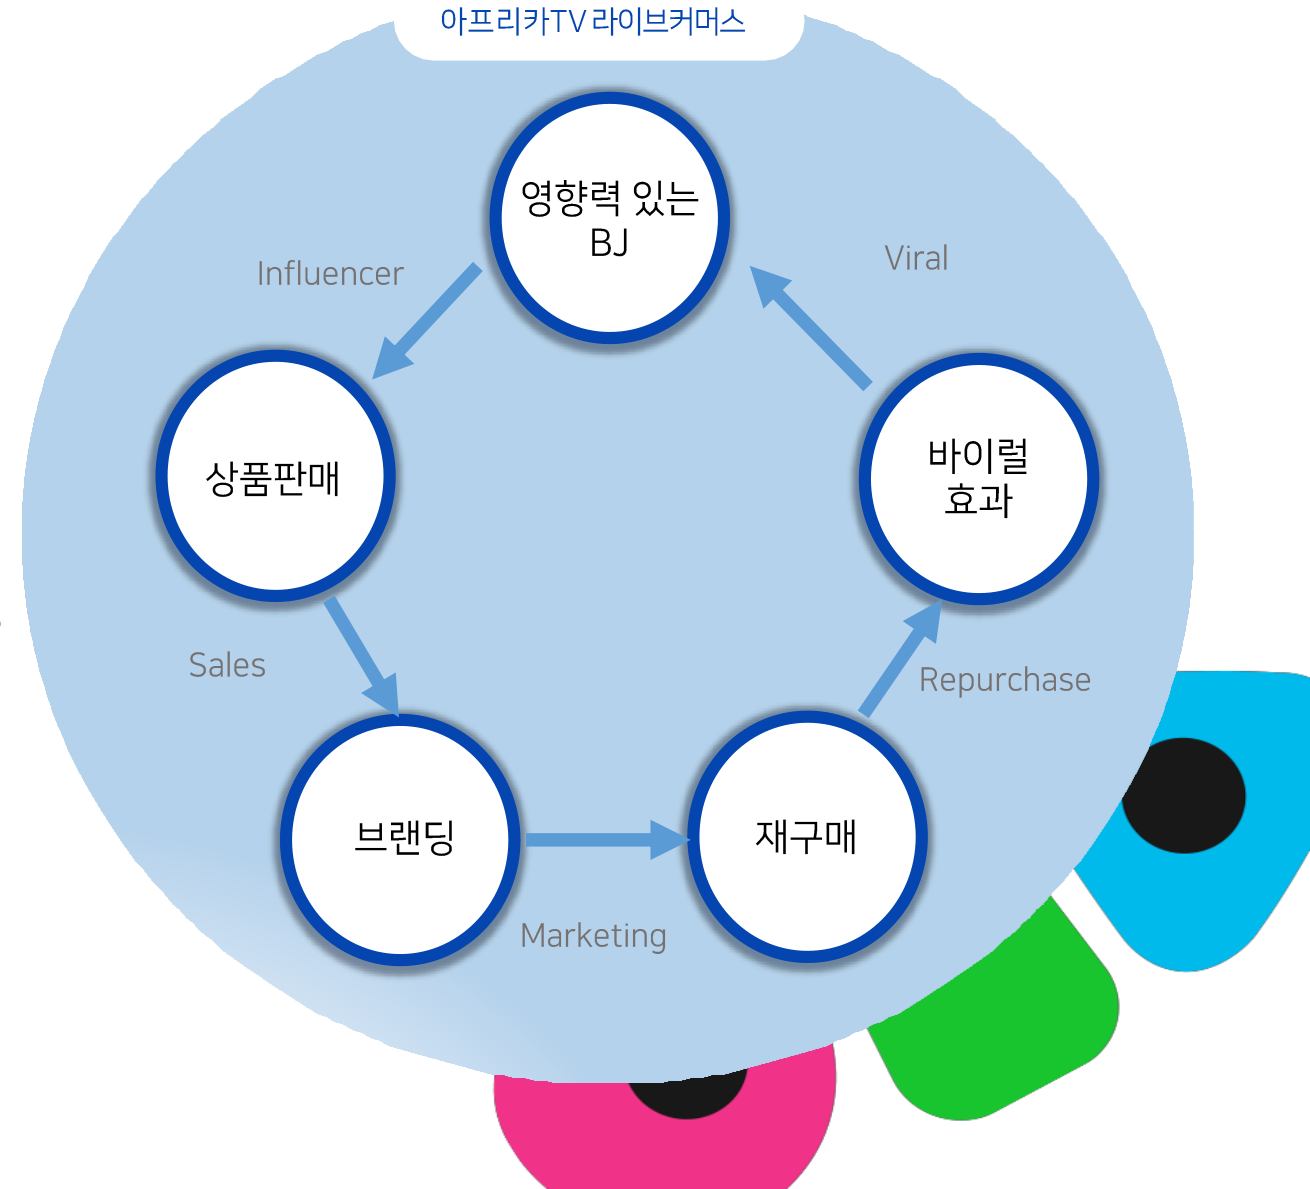 아프리카TV 라이브커머스
영향력 있는
BJ
Influencer
Viral
상품판매
바이럴
효과
Sales
Repurchase
브랜딩
재구매
Marketing